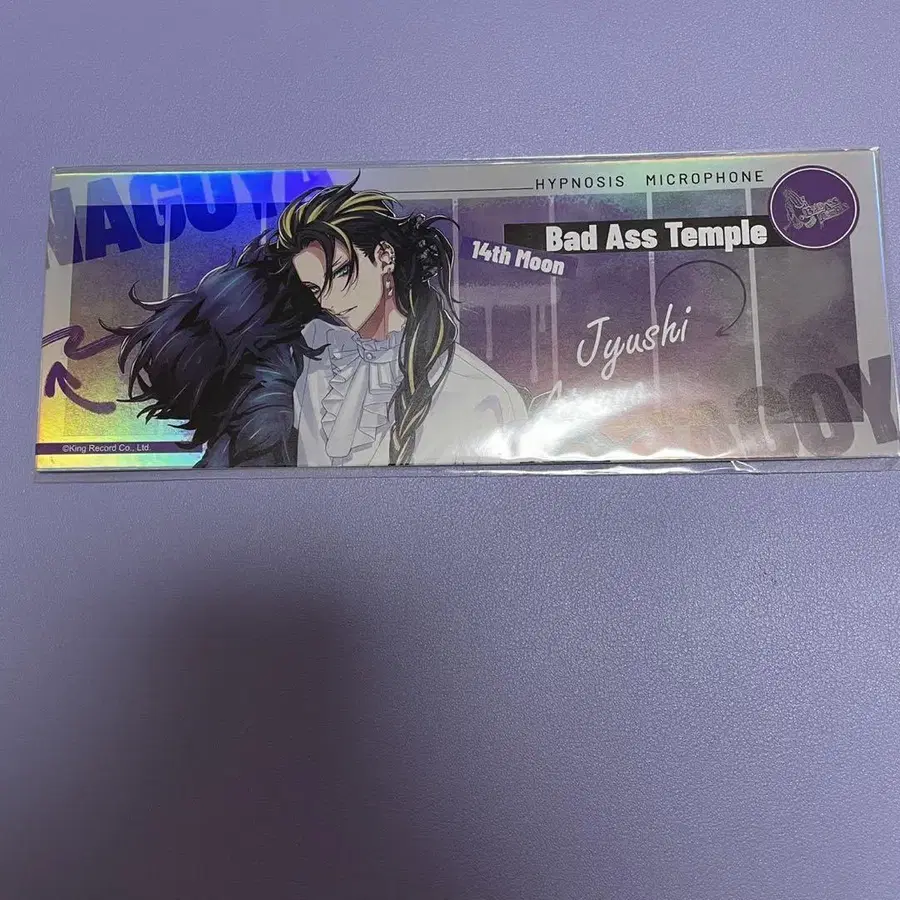 NAGOYA
HYPNOSIS MICROPHONE
Bad Ass Temple
14th Moon
Jyushi
©King Record Co., Ltd.